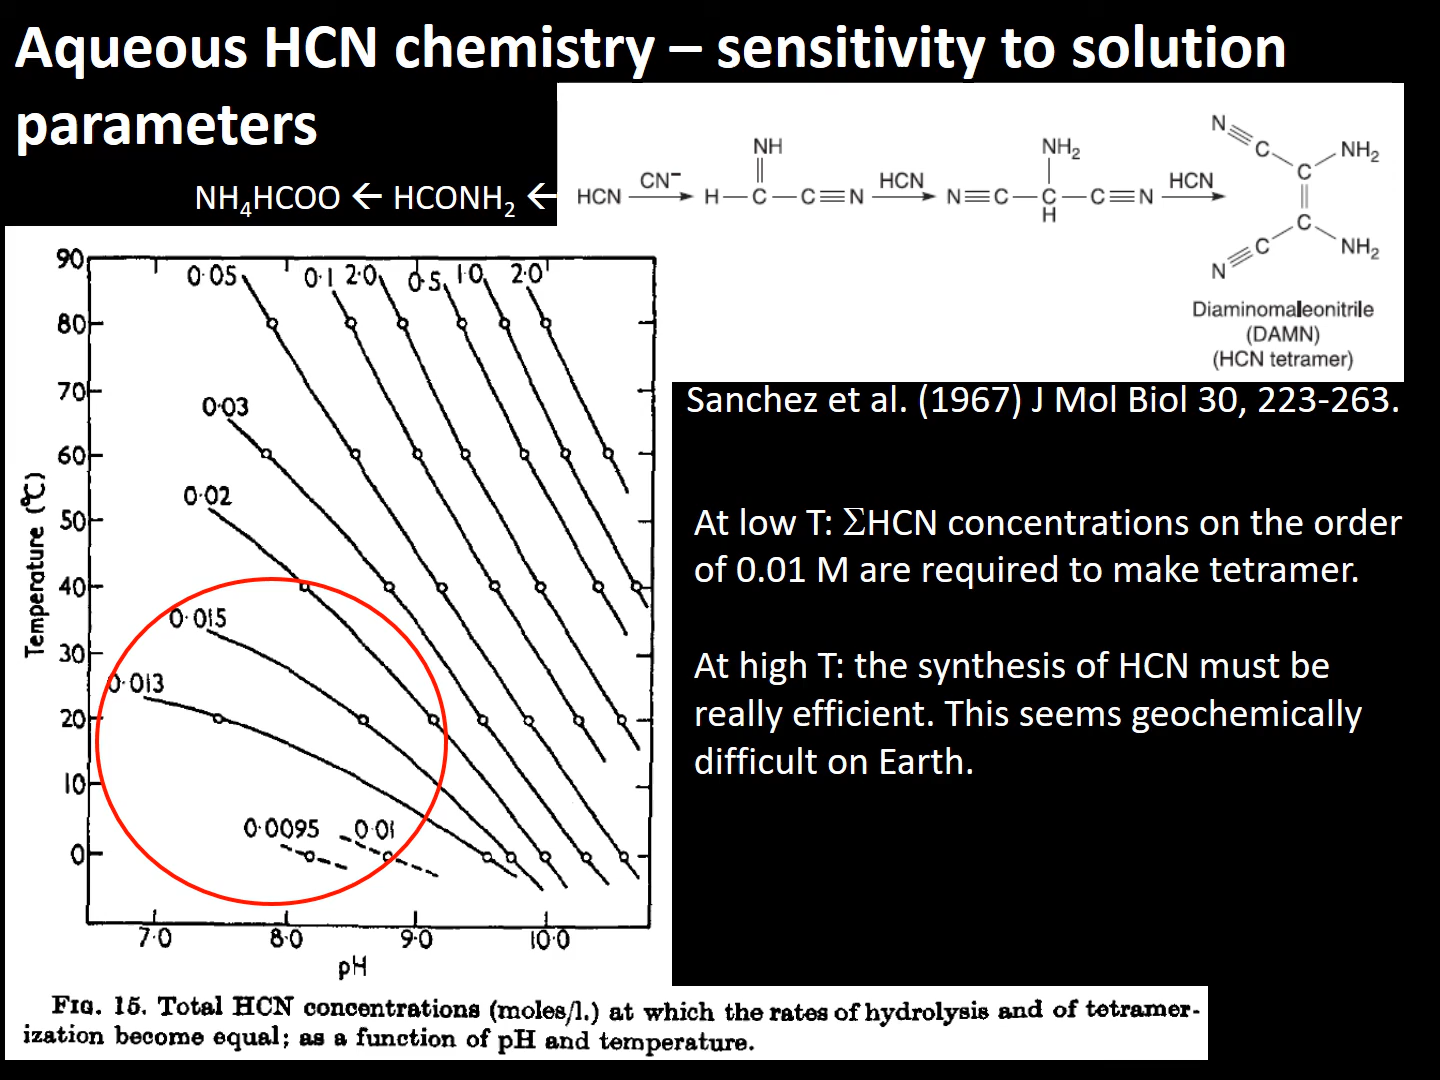 Aqueous HCN chemistry – sensitivity to solution
parameters
NH₄HCOO ← HCONH₂ ←
HCN CN⁻ H—C—C≡N HCN N≡C—C—C≡N HCN
NH
NH₂
H
N C C NH₂
N C C NH₂
Diaminomaleonitrile
(DAMN)
(HCN tetramer)
Sanchez et al. (1967) J Mol Biol 30, 223-263.
At low T: ΣHCN concentrations on the order
of 0.01 M are required to make tetramer.
At high T: the synthesis of HCN must be
really efficient. This seems geochemically
difficult on Earth.
Temperature (°C)
90
80
70
60
50
40
30
20
10
0
0·05 0·1 2·0 0·5 1·0 2·0
0·03
0·02
0·015
0·013
0·0095 0·01
7·0 8·0 9·0 10·0
pH
FIG. 15. Total HCN concentrations (moles/l.) at which the rates of hydrolysis and of tetramer-
ization become equal; as a function of pH and temperature.